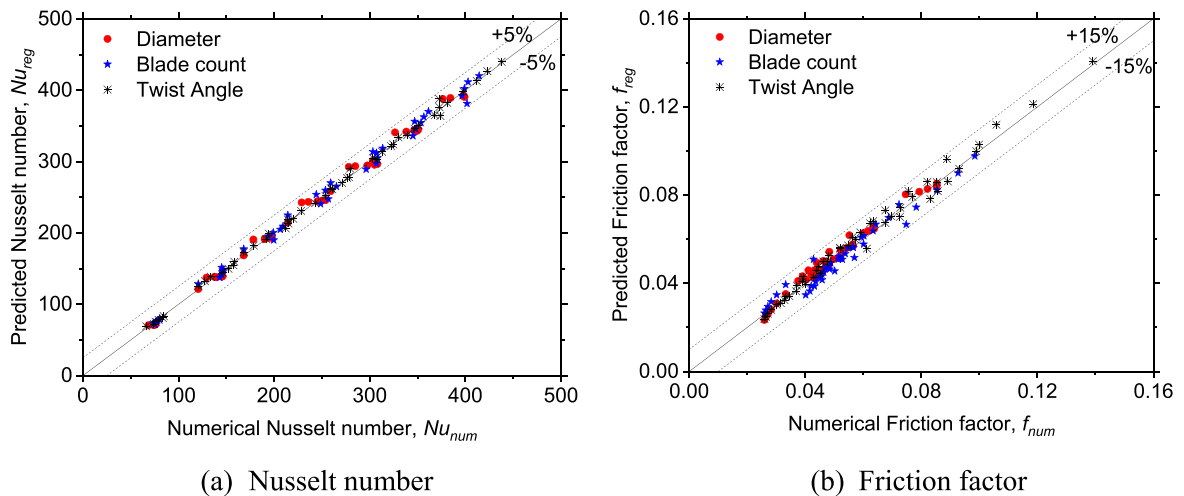 500
400
300
200
100
0
Predicted Nusselt number, Nu_reg
Diameter
Blade count
Twist Angle
+5%
-5%
0 100 200 300 400 500
Numerical Nusselt number, Nu_num
(a) Nusselt number
0.16
0.12
0.08
0.04
0.00
Predicted Friction factor, f_reg
Diameter
Blade count
Twist Angle
+15%
-15%
0.00 0.04 0.08 0.12 0.16
Numerical Friction factor, f_num
(b) Friction factor